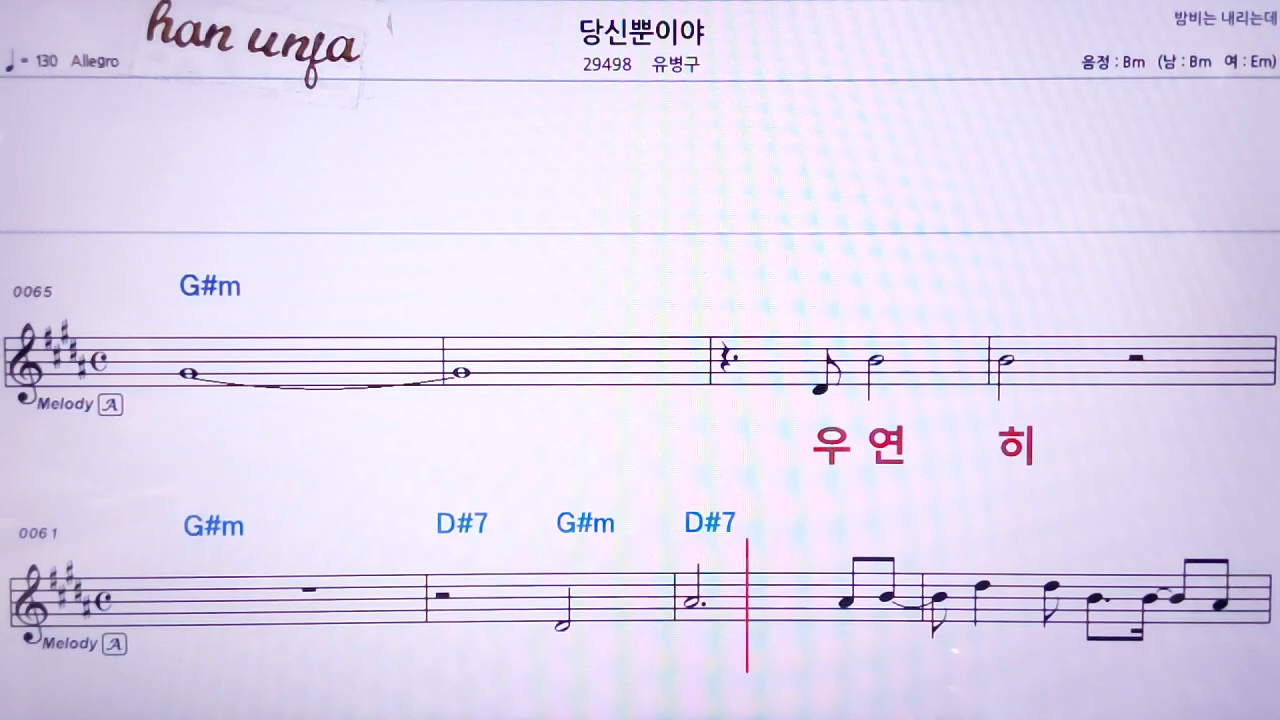 han unja
당신뿐이야
밤비는 내리는데
♩= 130 Allegro
29498 유병구
음정 : Bm (남 : Bm 여 : Em)
0065
G#m
Melody A
우 연 히
0061
G#m D#7 G#m D#7
Melody A